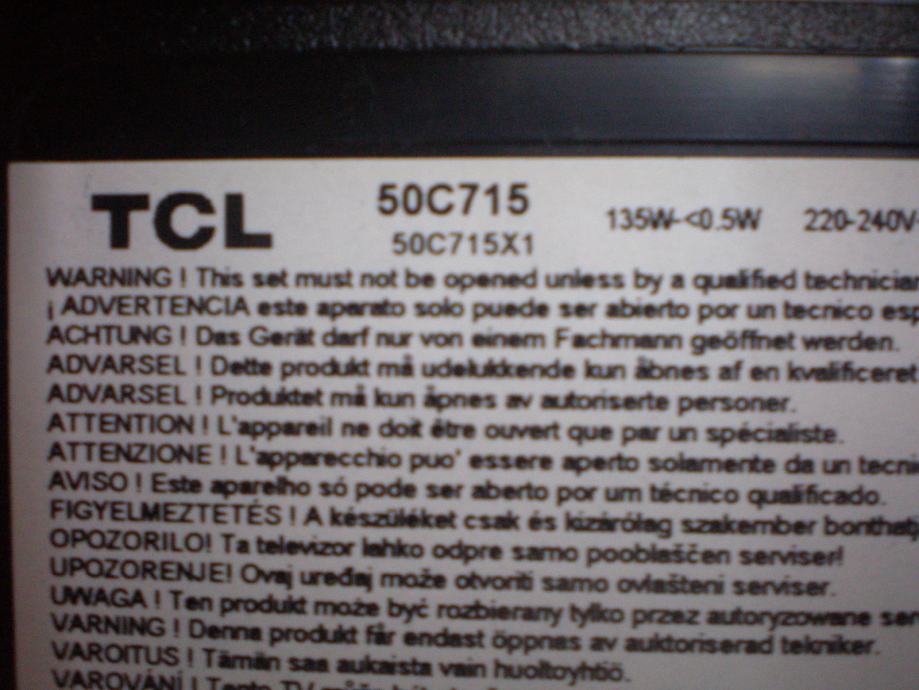 TCL 50C715 135W-<0.5W 220-240V
50C715X1
WARNING ! This set must not be opened unless by a qualified technician
¡ ADVERTENCIA este aparato solo puede ser abierto por un tecnico esp
ACHTUNG ! Das Gerät darf nur von einem Fachmann geöffnet werden.
ADVARSEL ! Dette produkt må udelukkende kun åbnes af en kvalificeret
ADVARSEL ! Produktet må kun åpnes av autoriserte personer.
ATTENTION ! L'appareil ne doit être ouvert que par un spécialiste.
ATTENZIONE ! L'apparecchio puo' essere aperto solamente da un tecni
AVISO ! Este aparelho só pode ser aberto por um técnico qualificado.
FIGYELMEZTETÉS ! A készüléket csak és kizárólag szakember bonthatj
OPOZORILO! Ta televizor lahko odpre samo pooblaščen serviser!
UPOZORENJE! Ovaj uređaj može otvoriti samo ovlašteni serviser.
UWAGA ! Ten produkt może być rozbierany tylko przez autoryzowane ser
VARNING ! Denna produkt får endast öppnas av auktoriserad tekniker.
VAROITUS ! Tämän saa aukaista vain huoltoyhtiö.
VAROVÁNÍ ! Tento TV